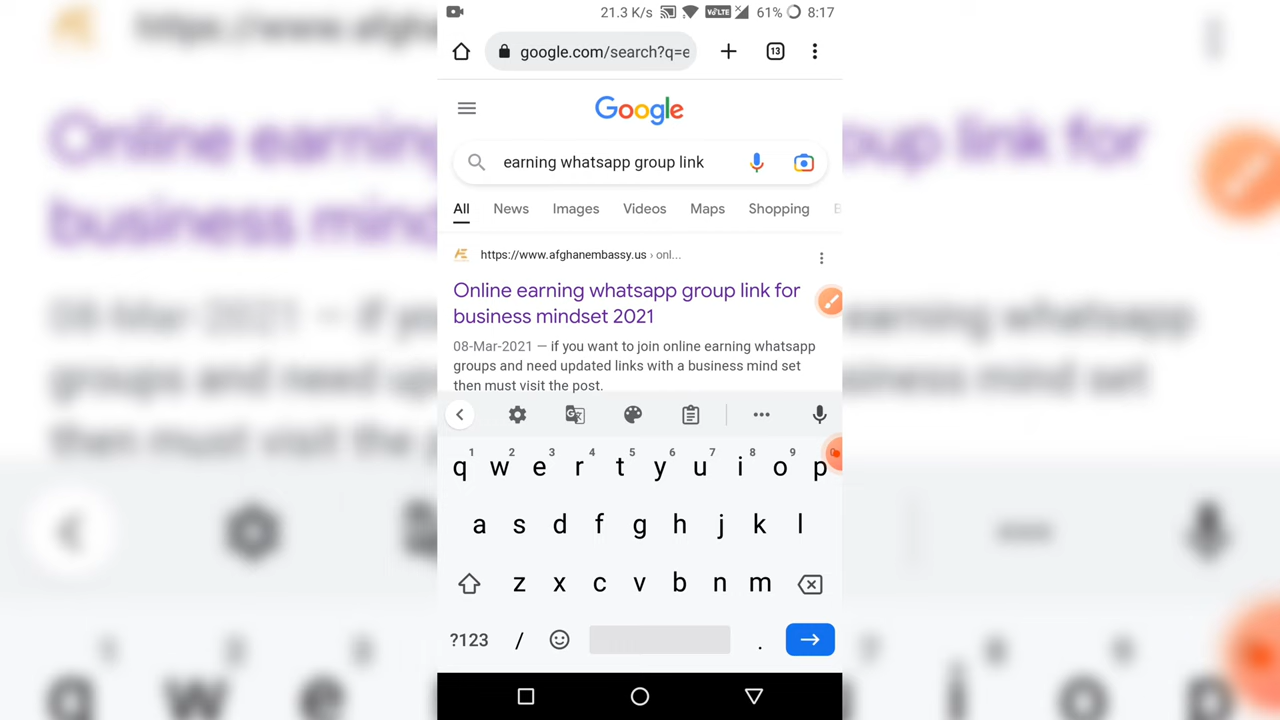 21.3 K/s VoLTE 61% 8:17
google.com/search?q=e + 13
Google
earning whatsapp group link
All News Images Videos Maps Shopping
https://www.afghanembassy.us › onl...
Online earning whatsapp group link for
business mindset 2021
08-Mar-2021 — if you want to join online earning whatsapp
groups and need updated links with a business mind set
then must visit the post.
1 2 3 4 5 6 7 8 9 0
q w e r t y u i o p
a s d f g h j k l
z x c v b n m
?123 / .